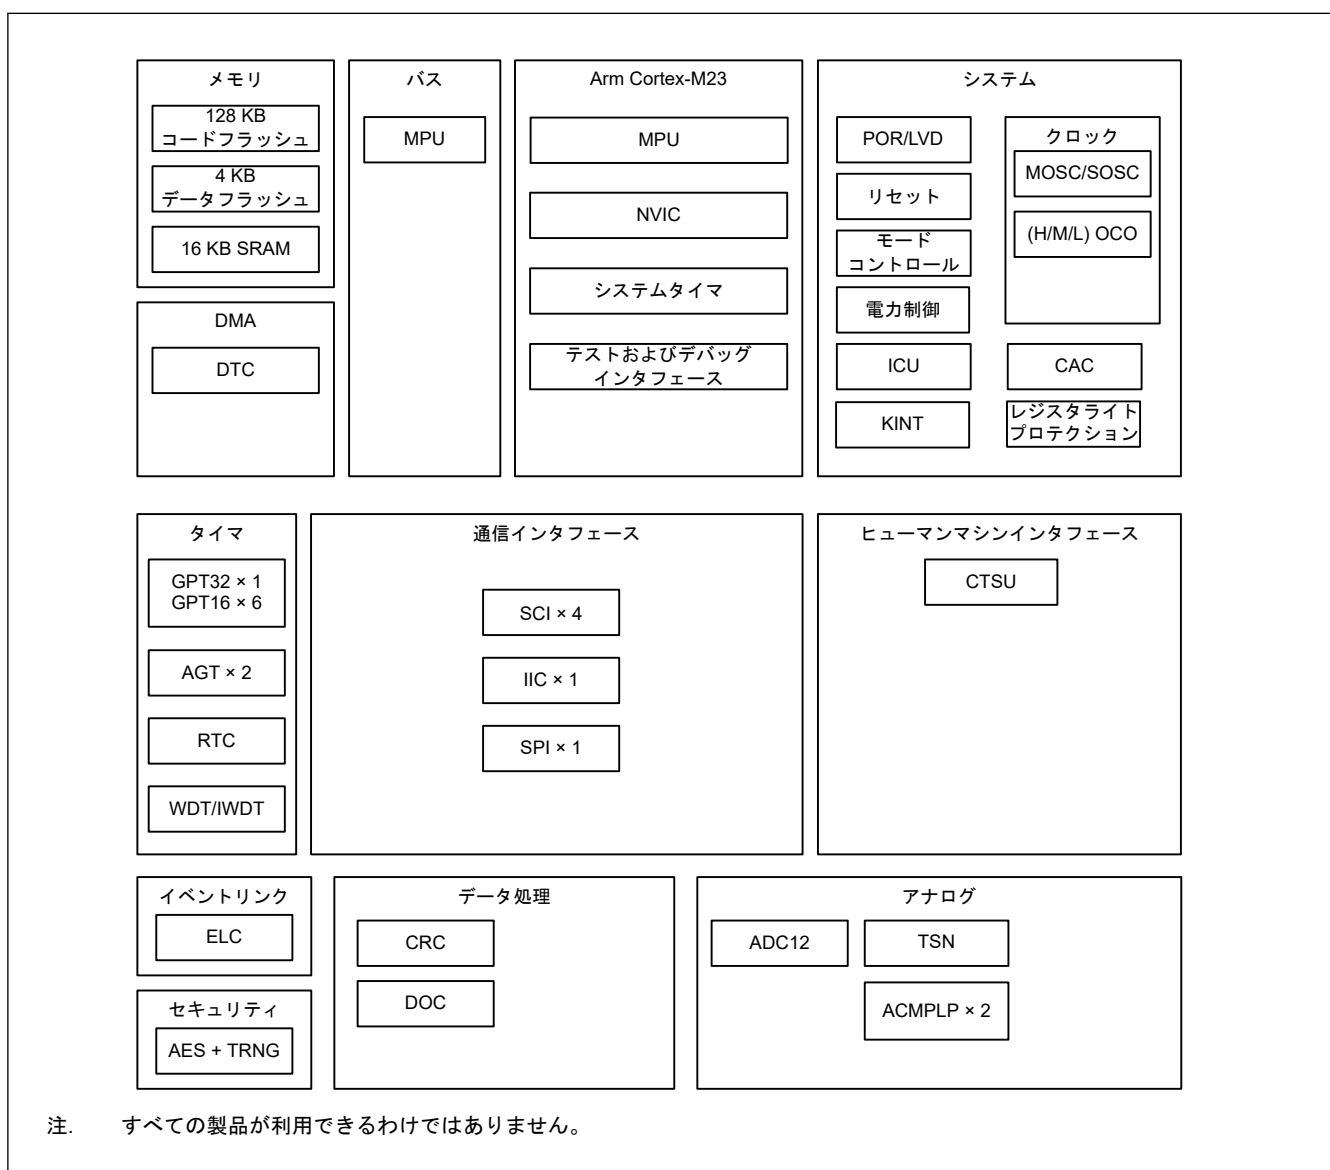 メモリ
128 KB
コードフラッシュ
4 KB
データフラッシュ
16 KB SRAM
DMA
DTC
バス
MPU
Arm Cortex-M23
MPU
NVIC
システムタイマ
テストおよびデバッグ
インタフェース
システム
POR/LVD
リセット
モード
コントロール
電力制御
ICU
KINT
クロック
MOSC/SOSC
(H/M/L) OCO
CAC
レジスタライト
プロテクション
タイマ
GPT32 × 1
GPT16 × 6
AGT × 2
RTC
WDT/IWDT
通信インタフェース
SCI × 4
IIC × 1
SPI × 1
ヒューマンマシンインタフェース
CTSU
イベントリンク
ELC
セキュリティ
AES + TRNG
データ処理
CRC
DOC
アナログ
ADC12
TSN
ACMPLP × 2
注. すべての製品が利用できるわけではありません。